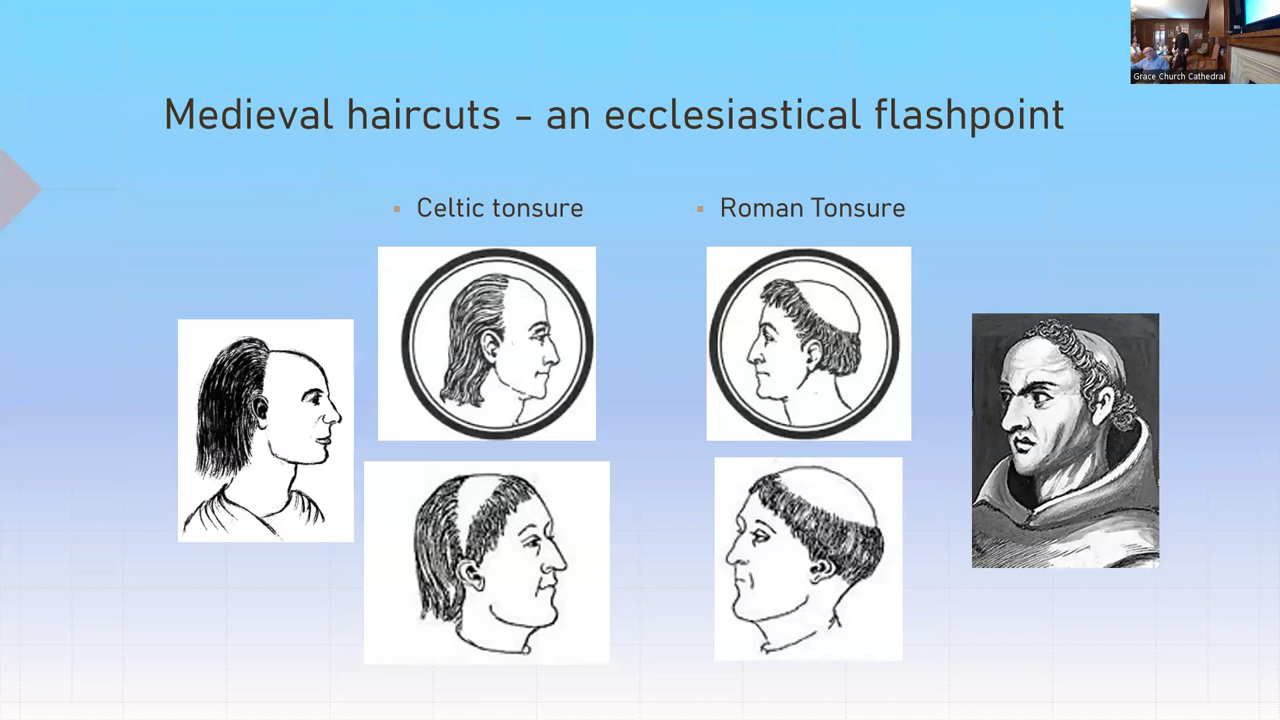 Grace Church Cathedral
Medieval haircuts - an ecclesiastical flashpoint
Celtic tonsure
Roman Tonsure